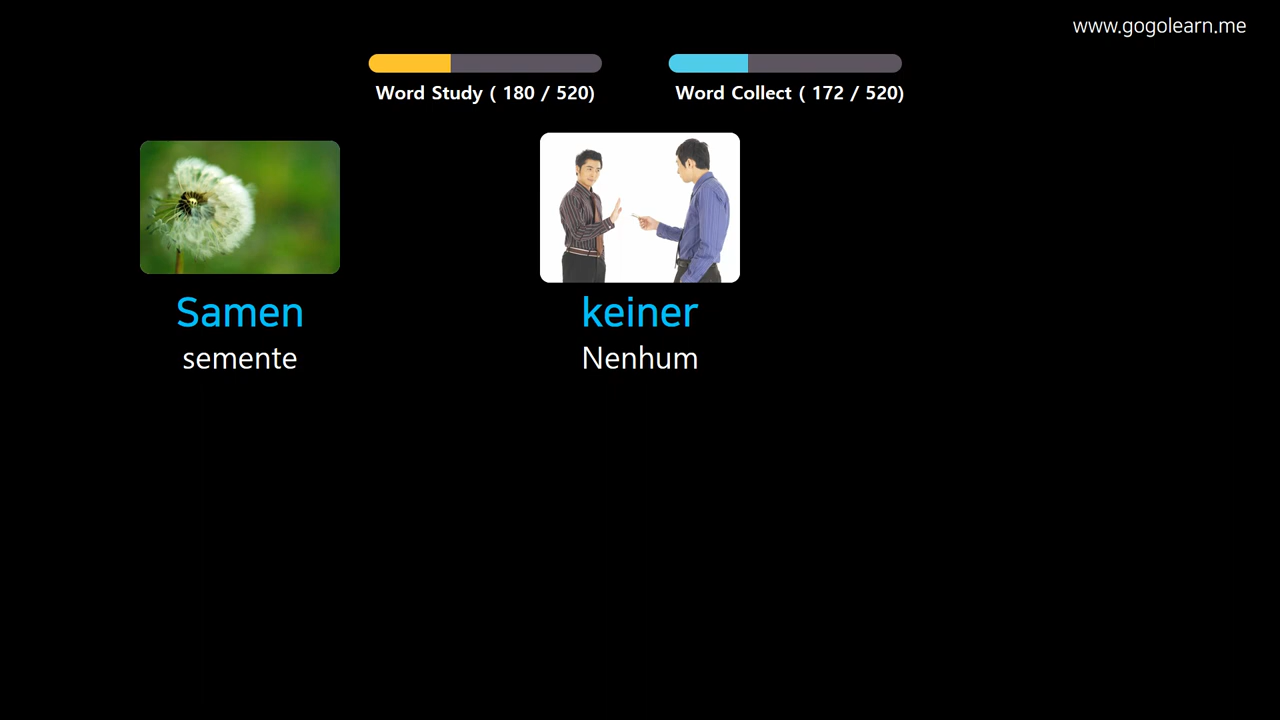 www.gogolearn.me
Word Study ( 180 / 520)
Word Collect ( 172 / 520)
Samen
semente
keiner
Nenhum